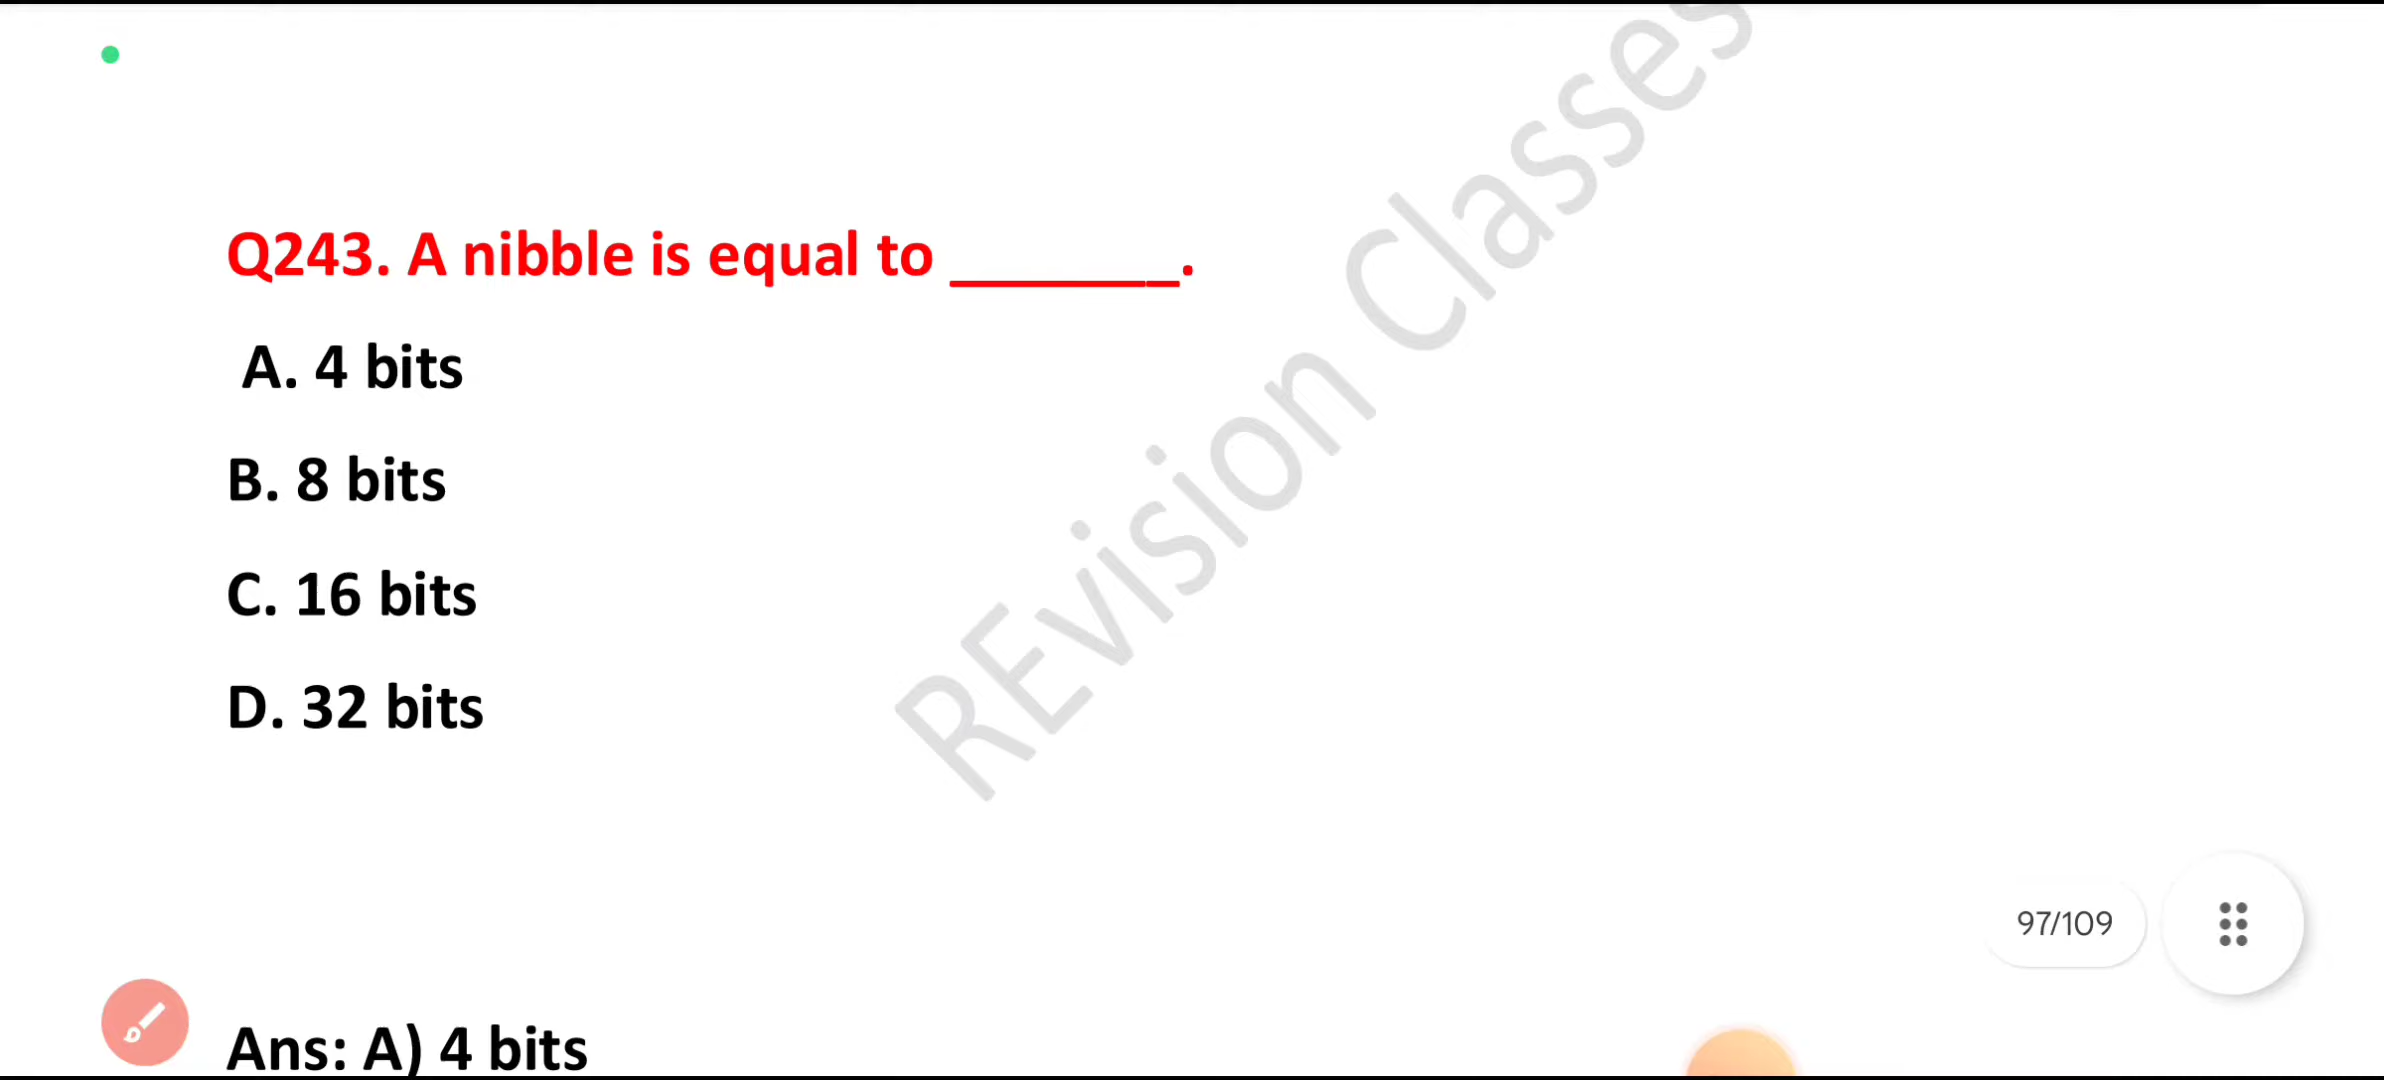 Q243. A nibble is equal to ________.
A. 4 bits
B. 8 bits
C. 16 bits
D. 32 bits
REvision Classes
97/109
Ans: A) 4 bits